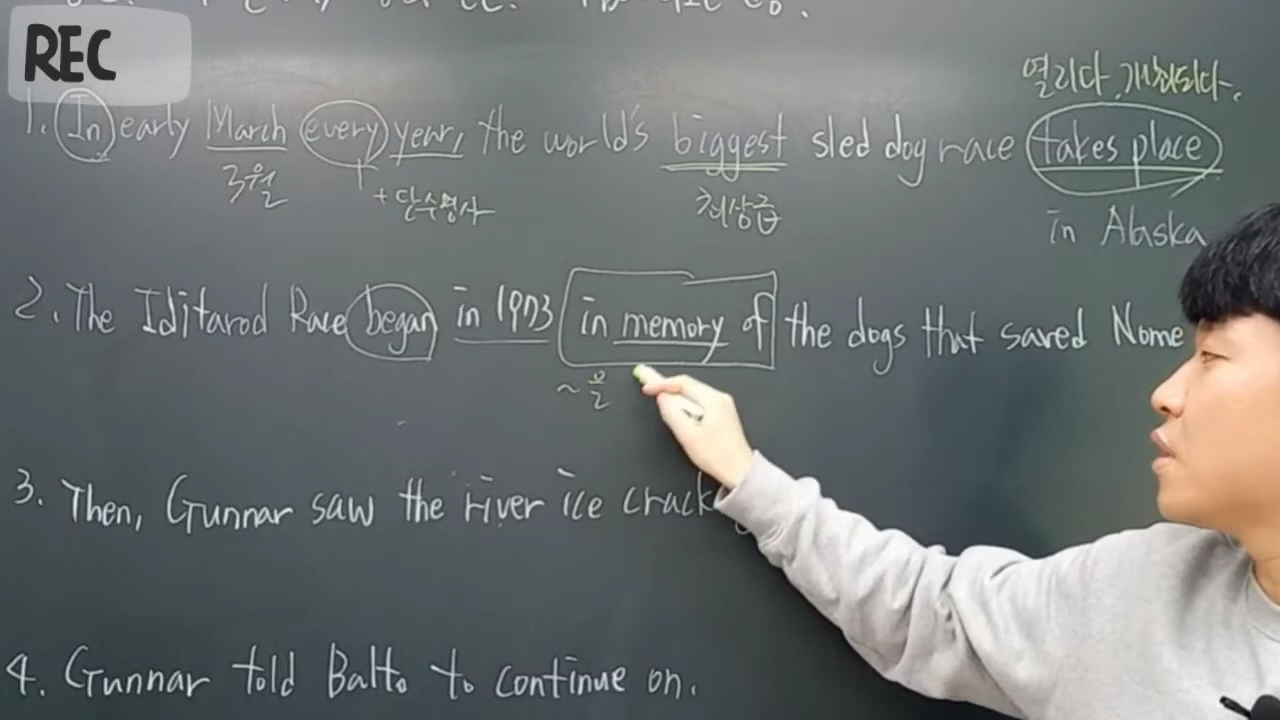 REC
열리다, 개최되다.
1. In early March every year, the world's biggest sled dog race takes place
3월
+ 단수명사
최상급
in Alaska
2. The Iditarod Race began in 1973 in memory of the dogs that saved Nome
~을
3. Then, Gunnar saw the river ice
4. Gunnar told Balto to continue on.